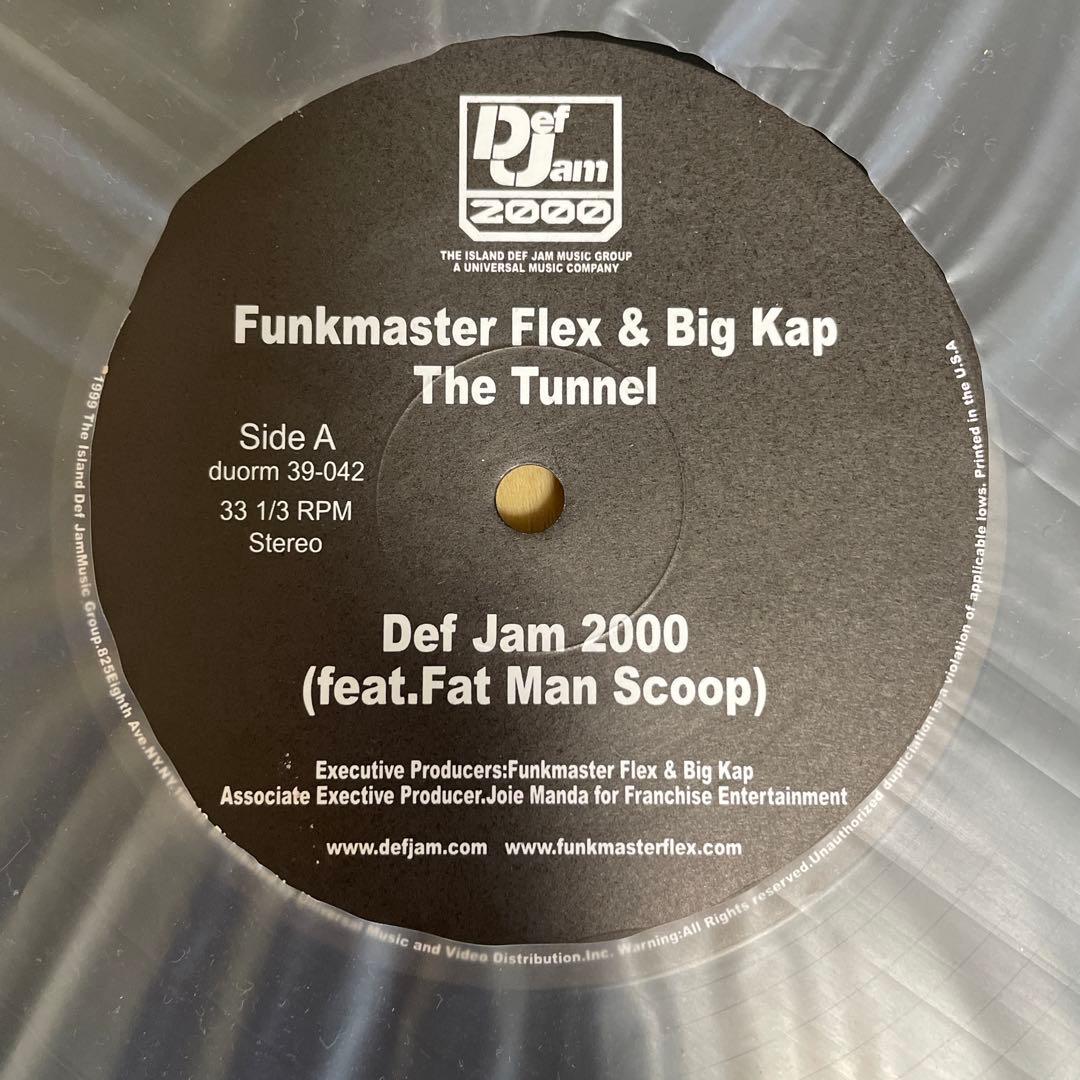 Def Jam
2000
THE ISLAND DEF JAM MUSIC GROUP
A UNIVERSAL MUSIC COMPANY
Funkmaster Flex & Big Kap
The Tunnel
Side A
duorm 39-042
33 1/3 RPM
Stereo
Def Jam 2000
(feat.Fat Man Scoop)
Executive Producers:Funkmaster Flex & Big Kap
Associate Exective Producer.Joie Manda for Franchise Entertainment
www.defjam.com www.funkmasterflex.com
1999 The Island Def JamMusic Group.825Eighth Ave.NY.NY. Music and Video Distribution.Inc. Warning:All Rights reserved.Unauthorized duplication is a violation of applicable lows. Printed in the U.S.A